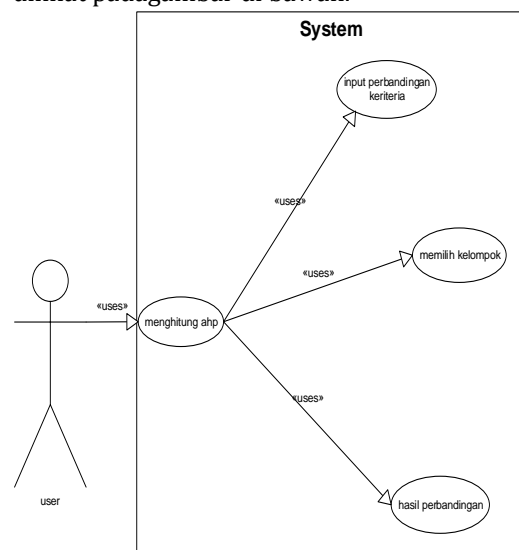 System
input perbandingan
keriteria
«uses»
«uses»
memilih kelompok
«uses»
menghitung ahp
«uses»
user
hasil perbandingan